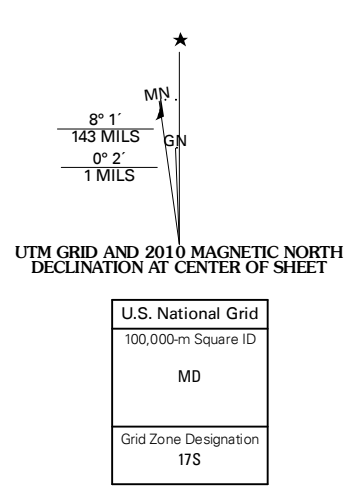 ★
MN
8° 1´
143 MILS
GN
0° 2´
1 MILS
UTM GRID AND 2010 MAGNETIC NORTH
DECLINATION AT CENTER OF SHEET
U.S. National Grid
100,000-m Square ID
MD
Grid Zone Designation
17S